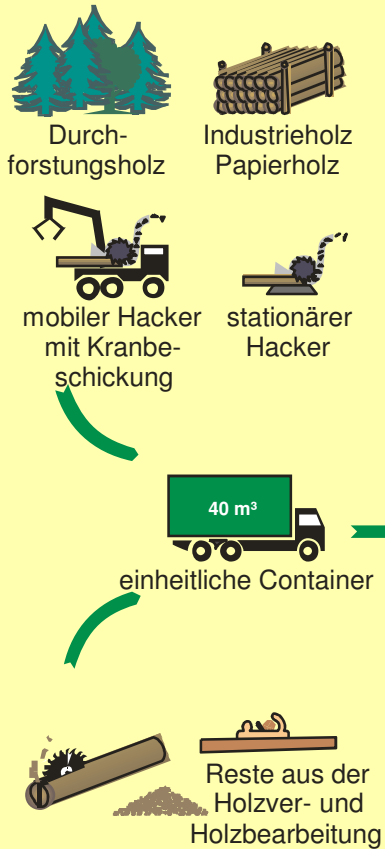 Durch-
forstungsholz
Industrieholz
Papierholz
mobiler Hacker
mit Kranbe-
schickung
stationärer
Hacker
40 m³
einheitliche Container
Reste aus der
Holzver- und
Holzbearbeitung